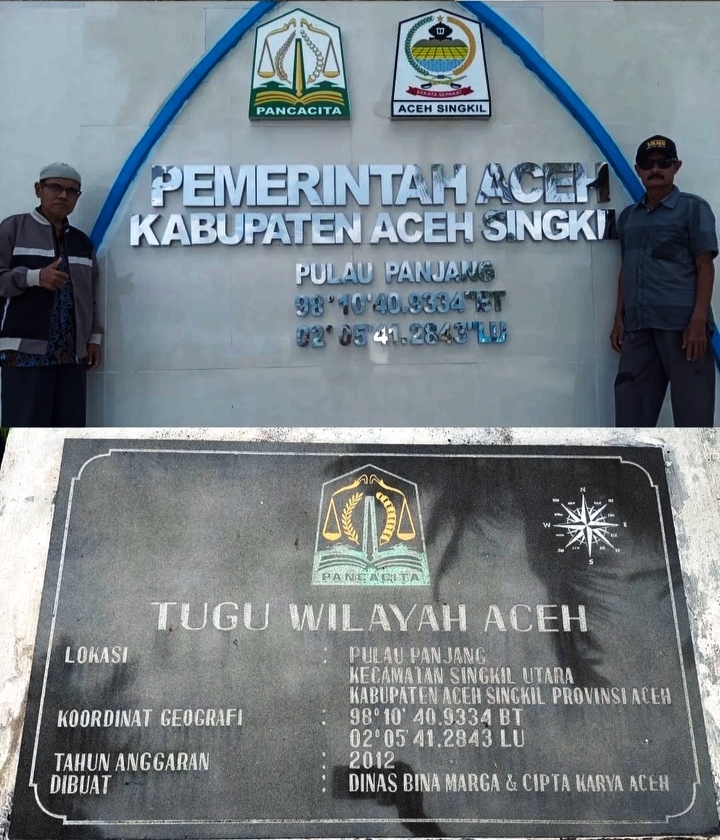 PANCACITA
SEKATA SEPAKAT
ACEH SINGKIL
PEMERINTAH ACEH
KABUPATEN ACEH SINGKIL
PULAU PANJANG
98° 10' 40.9334" BT
02° 05' 41.2843" LU
VANS
PANCACITA
N
W E
S
TUGU WILAYAH ACEH
LOKASI : PULAU PANJANG
KECAMATAN SINGKIL UTARA
KABUPATEN ACEH SINGKIL PROVINSI ACEH
KOORDINAT GEOGRAFI : 98° 10' 40.9334 BT
02° 05' 41.2843 LU
TAHUN ANGGARAN : 2012
DIBUAT : DINAS BINA MARGA & CIPTA KARYA ACEH